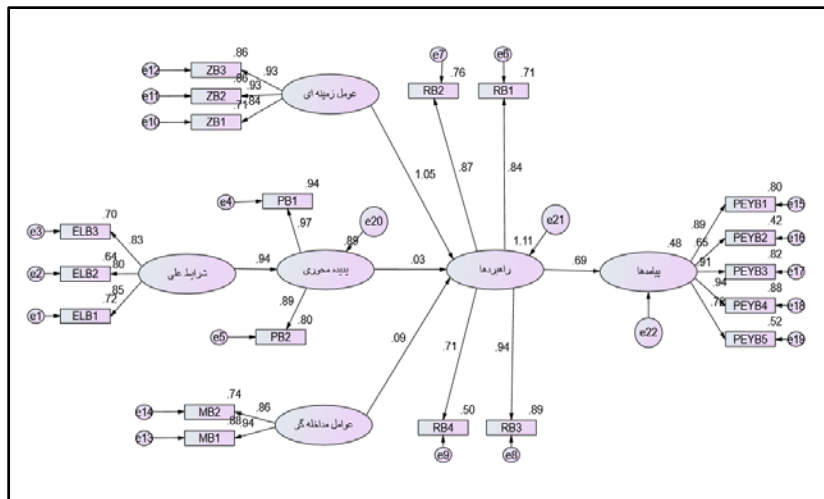 .86
e12 ZB3 .93
.86
e11 ZB2 .93
.84
.71
e10 ZB1
عومل زمینه ای
e7
.76
RB2
e6
.71
RB1
.87
.84
1.05
.94
e4 PB1
.97
e20
.89
پدیده محوری
.89
.80
e5 PB2
.70
e3 ELB3
.83
.64
e2 ELB2 .80
.85
.72
e1 ELB1
شرایط علی
.94
.03
e21
1.11
راهبردها
.69
.48
پیامدها
e22
.80
PEYB1 e15
.89
.42
PEYB2 e16
.65
.82
PEYB3 e17
.91
.88
PEYB4 e18
.94
.52
PEYB5 e19
.09
.74
e14 MB2 .86
.88
.94
e13 MB1
عوامل مداخله گر
.71
.94
.50
RB4
e9
.89
RB3
e8